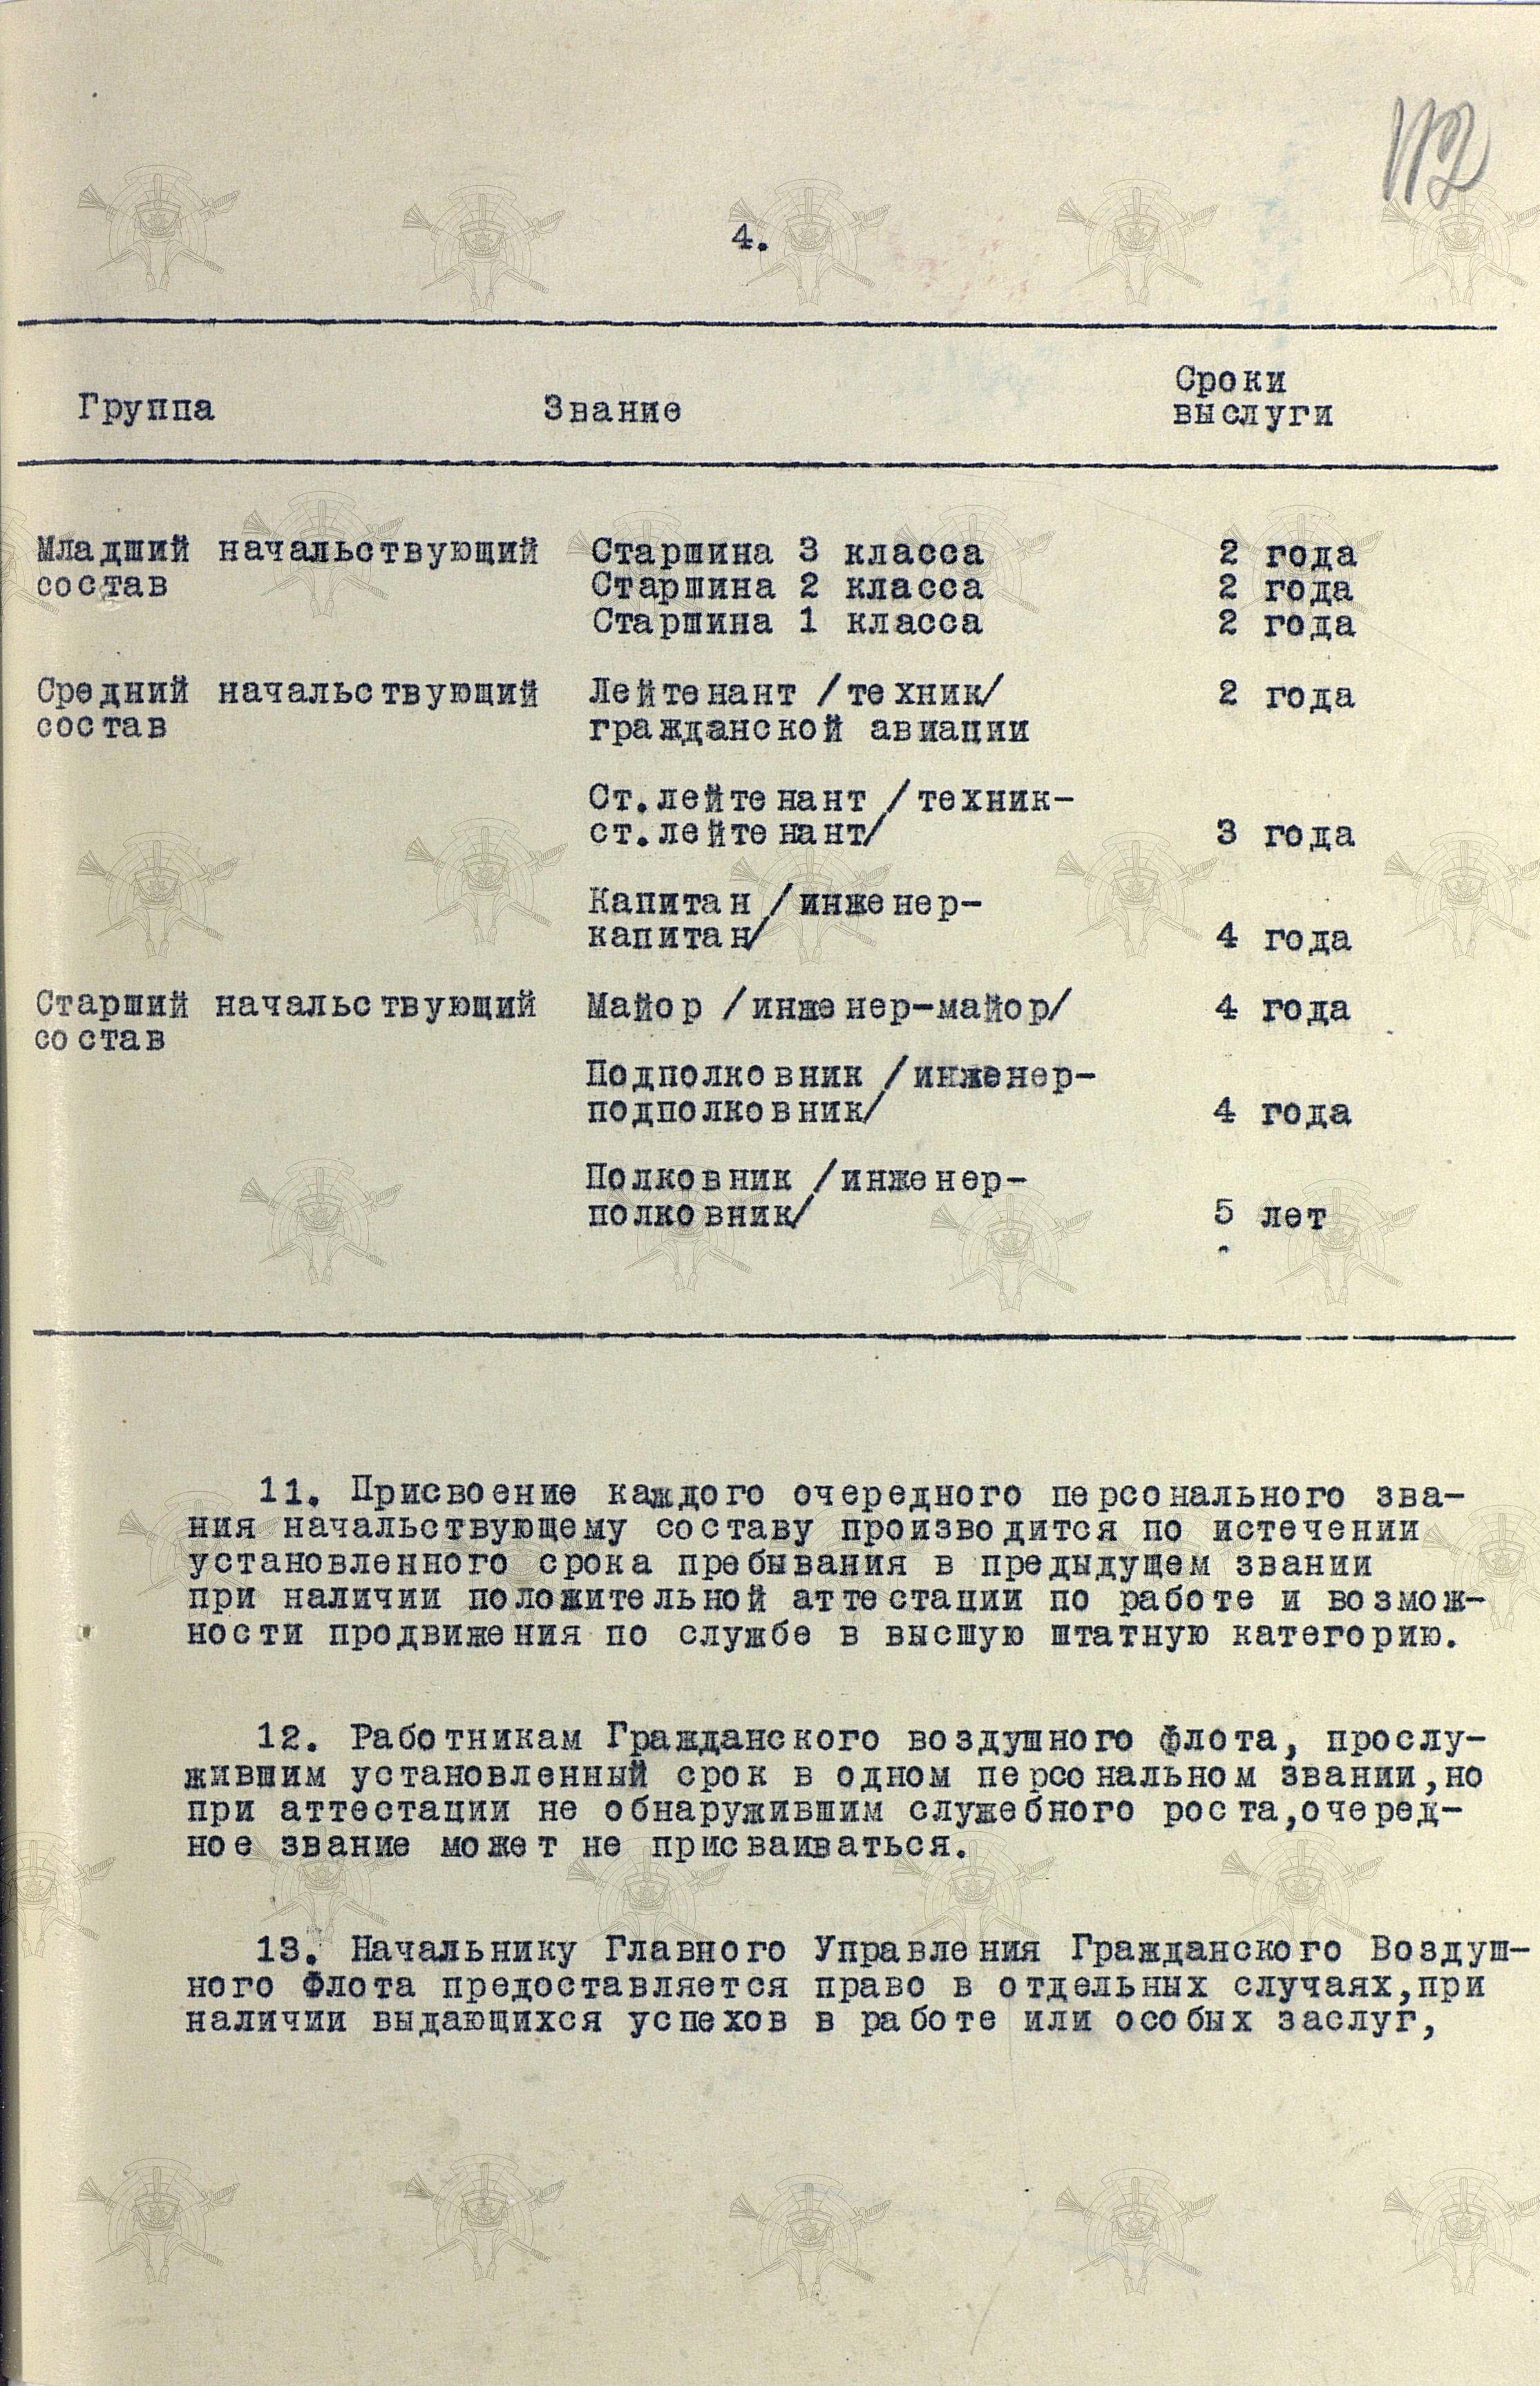 112
4.
Группа Звание Сроки
выслуги
Младший начальствующий Старшина 3 класса 2 года
состав Старшина 2 класса 2 года
Старшина 1 класса 2 года
Средний начальствующий Лейтенант /техник/ 2 года
состав гражданской авиации
Ст.лейтенант /техник-
ст.лейтенант/ 3 года
Капитан /инженер-
капитан/ 4 года
Старший начальствующий Майор /инженер-майор/ 4 года
состав
Подполковник /инженер-
подполковник/ 4 года
Полковник /инженер-
полковник/ 5 лет
11. Присвоение каждого очередного персонального зва-
ния начальствующему составу производится по истечении
установленного срока пребывания в предыдущем звании
при наличии положительной аттестации по работе и возмож-
ности продвижения по службе в высшую штатную категорию.
12. Работникам Гражданского воздушного флота, прослу-
жившим установленный срок в одном персональном звании,но
при аттестации не обнаружившим служебного роста,очеред-
ное звание может не присваиваться.
13. Начальнику Главного Управления Гражданского Воздуш-
ного Флота предоставляется право в отдельных случаях,при
наличии выдающихся успехов в работе или особых заслуг,